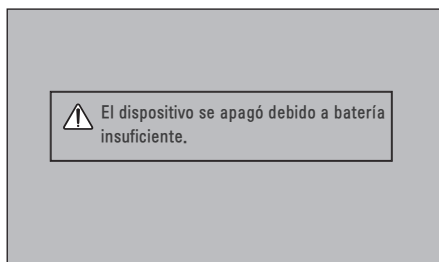 El dispositivo se apagó debido a batería
insuficiente.